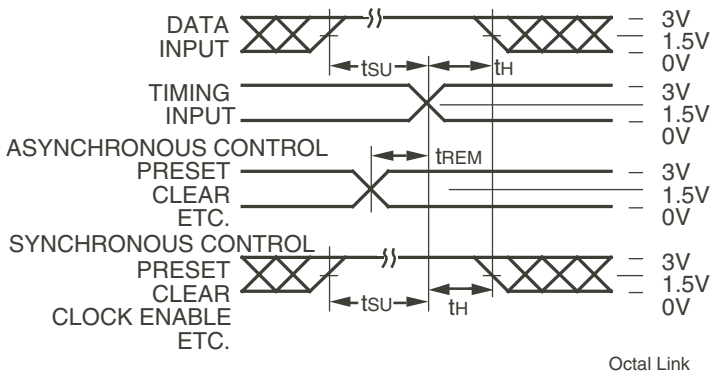 DATA
INPUT
3V
1.5V
0V
tSU
tH
TIMING
INPUT
3V
1.5V
0V
ASYNCHRONOUS CONTROL
PRESET
CLEAR
ETC.
tREM
3V
1.5V
0V
SYNCHRONOUS CONTROL
PRESET
CLEAR
CLOCK ENABLE
ETC.
tSU
tH
3V
1.5V
0V
Octal Link